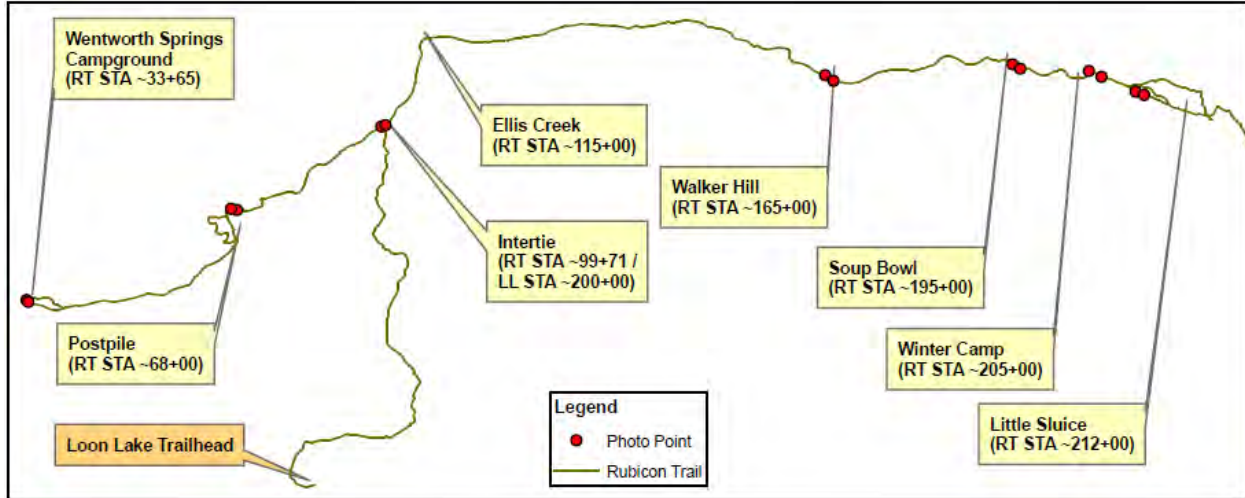 Wentworth Springs
Campground
(RT STA ~33+65)
Ellis Creek
(RT STA ~115+00)
Walker Hill
(RT STA ~165+00)
Intertie
(RT STA ~99+71 /
LL STA ~200+00)
Soup Bowl
(RT STA ~195+00)
Postpile
(RT STA ~68+00)
Winter Camp
(RT STA ~205+00)
Little Sluice
(RT STA ~212+00)
Loon Lake Trailhead
Legend
Photo Point
Rubicon Trail